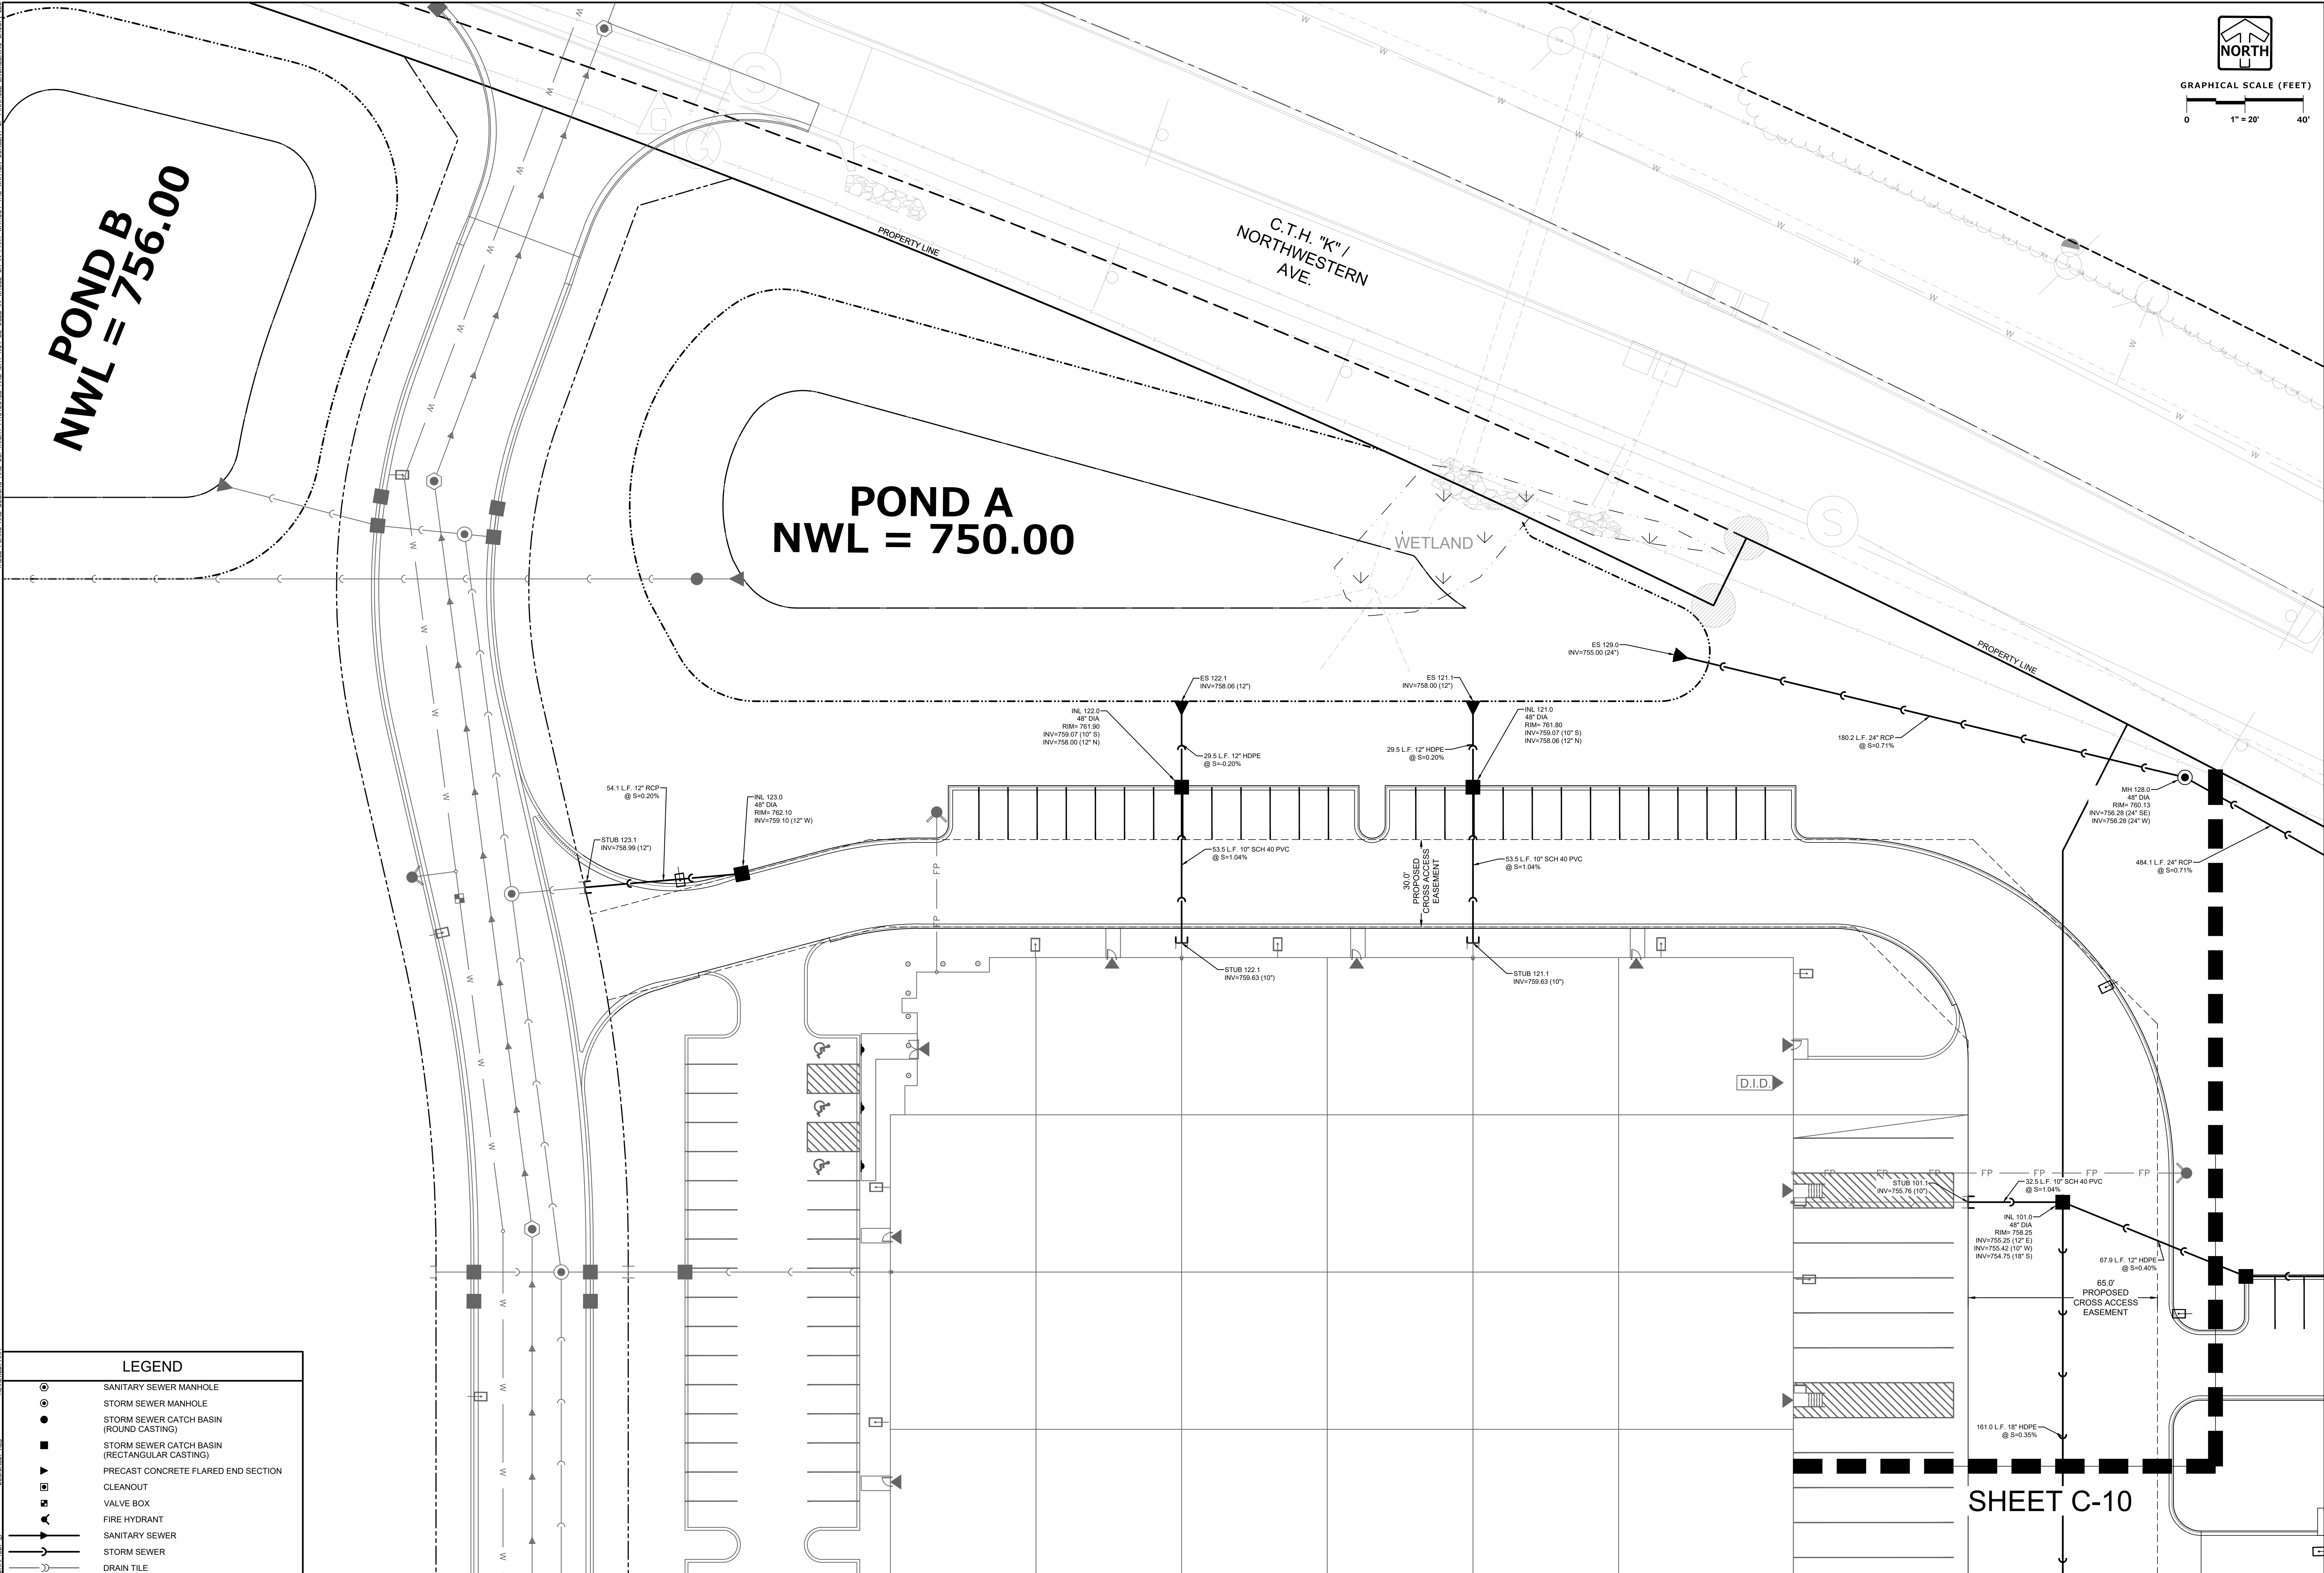 NORTH
GRAPHICAL SCALE (FEET)
0 1" = 20' 40'
POND B
NWL = 756.00
C.T.H. "K" /
NORTHWESTERN
AVE.
PROPERTY LINE
POND A
NWL = 750.00
WETLAND
PROPERTY LINE
ES 129.0
INV=755.00 (24")
ES 122.1
INV=758.06 (12")
ES 121.1
INV=758.00 (12")
INL 122.0
48" DIA
RIM= 761.90
INV=759.07 (10" S)
INV=758.00 (12" N)
INL 121.0
48" DIA
RIM= 761.80
INV=759.07 (10" S)
INV=758.06 (12" N)
29.5 L.F. 12" HDPE
@ S=-0.20%
29.5 L.F. 12" HDPE
@ S=0.20%
180.2 L.F. 24" RCP
@ S=0.71%
MH 128.0
48" DIA
RIM= 760.13
INV=756.28 (24" SE)
INV=756.28 (24" W)
484.1 L.F. 24" RCP
@ S=0.71%
54.1 L.F. 12" RCP
@ S=0.20%
INL 123.0
48" DIA
RIM= 762.10
INV=759.10 (12" W)
STUB 123.1
INV=758.99 (12")
53.5 L.F. 10" SCH 40 PVC
@ S=1.04%
53.5 L.F. 10" SCH 40 PVC
@ S=1.04%
30.0'
PROPOSED
CROSS ACCESS
EASEMENT
STUB 122.1
INV=759.63 (10")
STUB 121.1
INV=759.63 (10")
D.I.D.
FP FP
FP FP FP FP FP FP FP
STUB 101.1
INV=755.76 (10")
32.5 L.F. 10" SCH 40 PVC
@ S=1.04%
INL 101.0
48" DIA
RIM= 758.25
INV=755.25 (12" E)
INV=755.42 (10" W)
INV=754.75 (18" S)
67.9 L.F. 12" HDPE
@ S=0.40%
65.0'
PROPOSED
CROSS ACCESS
EASEMENT
161.0 L.F. 18" HDPE
@ S=0.35%
SHEET C-10
LEGEND
SANITARY SEWER MANHOLE
STORM SEWER MANHOLE
STORM SEWER CATCH BASIN
(ROUND CASTING)
STORM SEWER CATCH BASIN
(RECTANGULAR CASTING)
PRECAST CONCRETE FLARED END SECTION
CLEANOUT
VALVE BOX
FIRE HYDRANT
SANITARY SEWER
STORM SEWER
DRAIN TILE